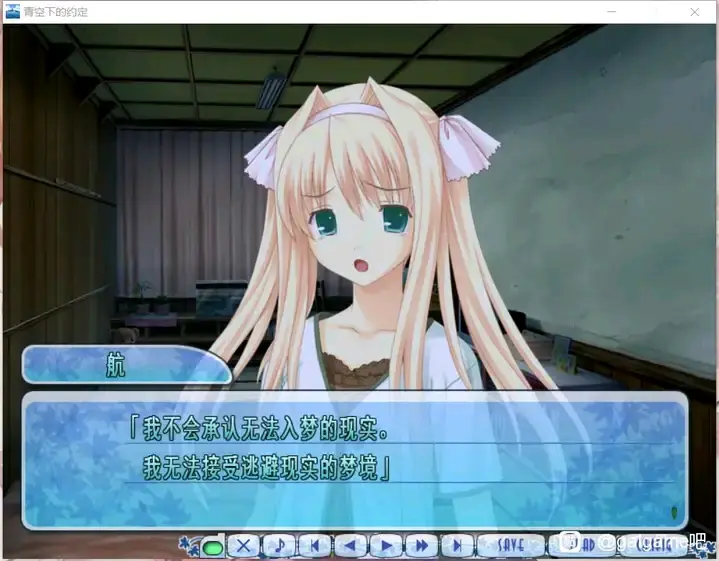 青空下的约定
航
「我不会承认无法入梦的现实。
我无法接受逃避现实的梦境」
SAVE
@galgame吧